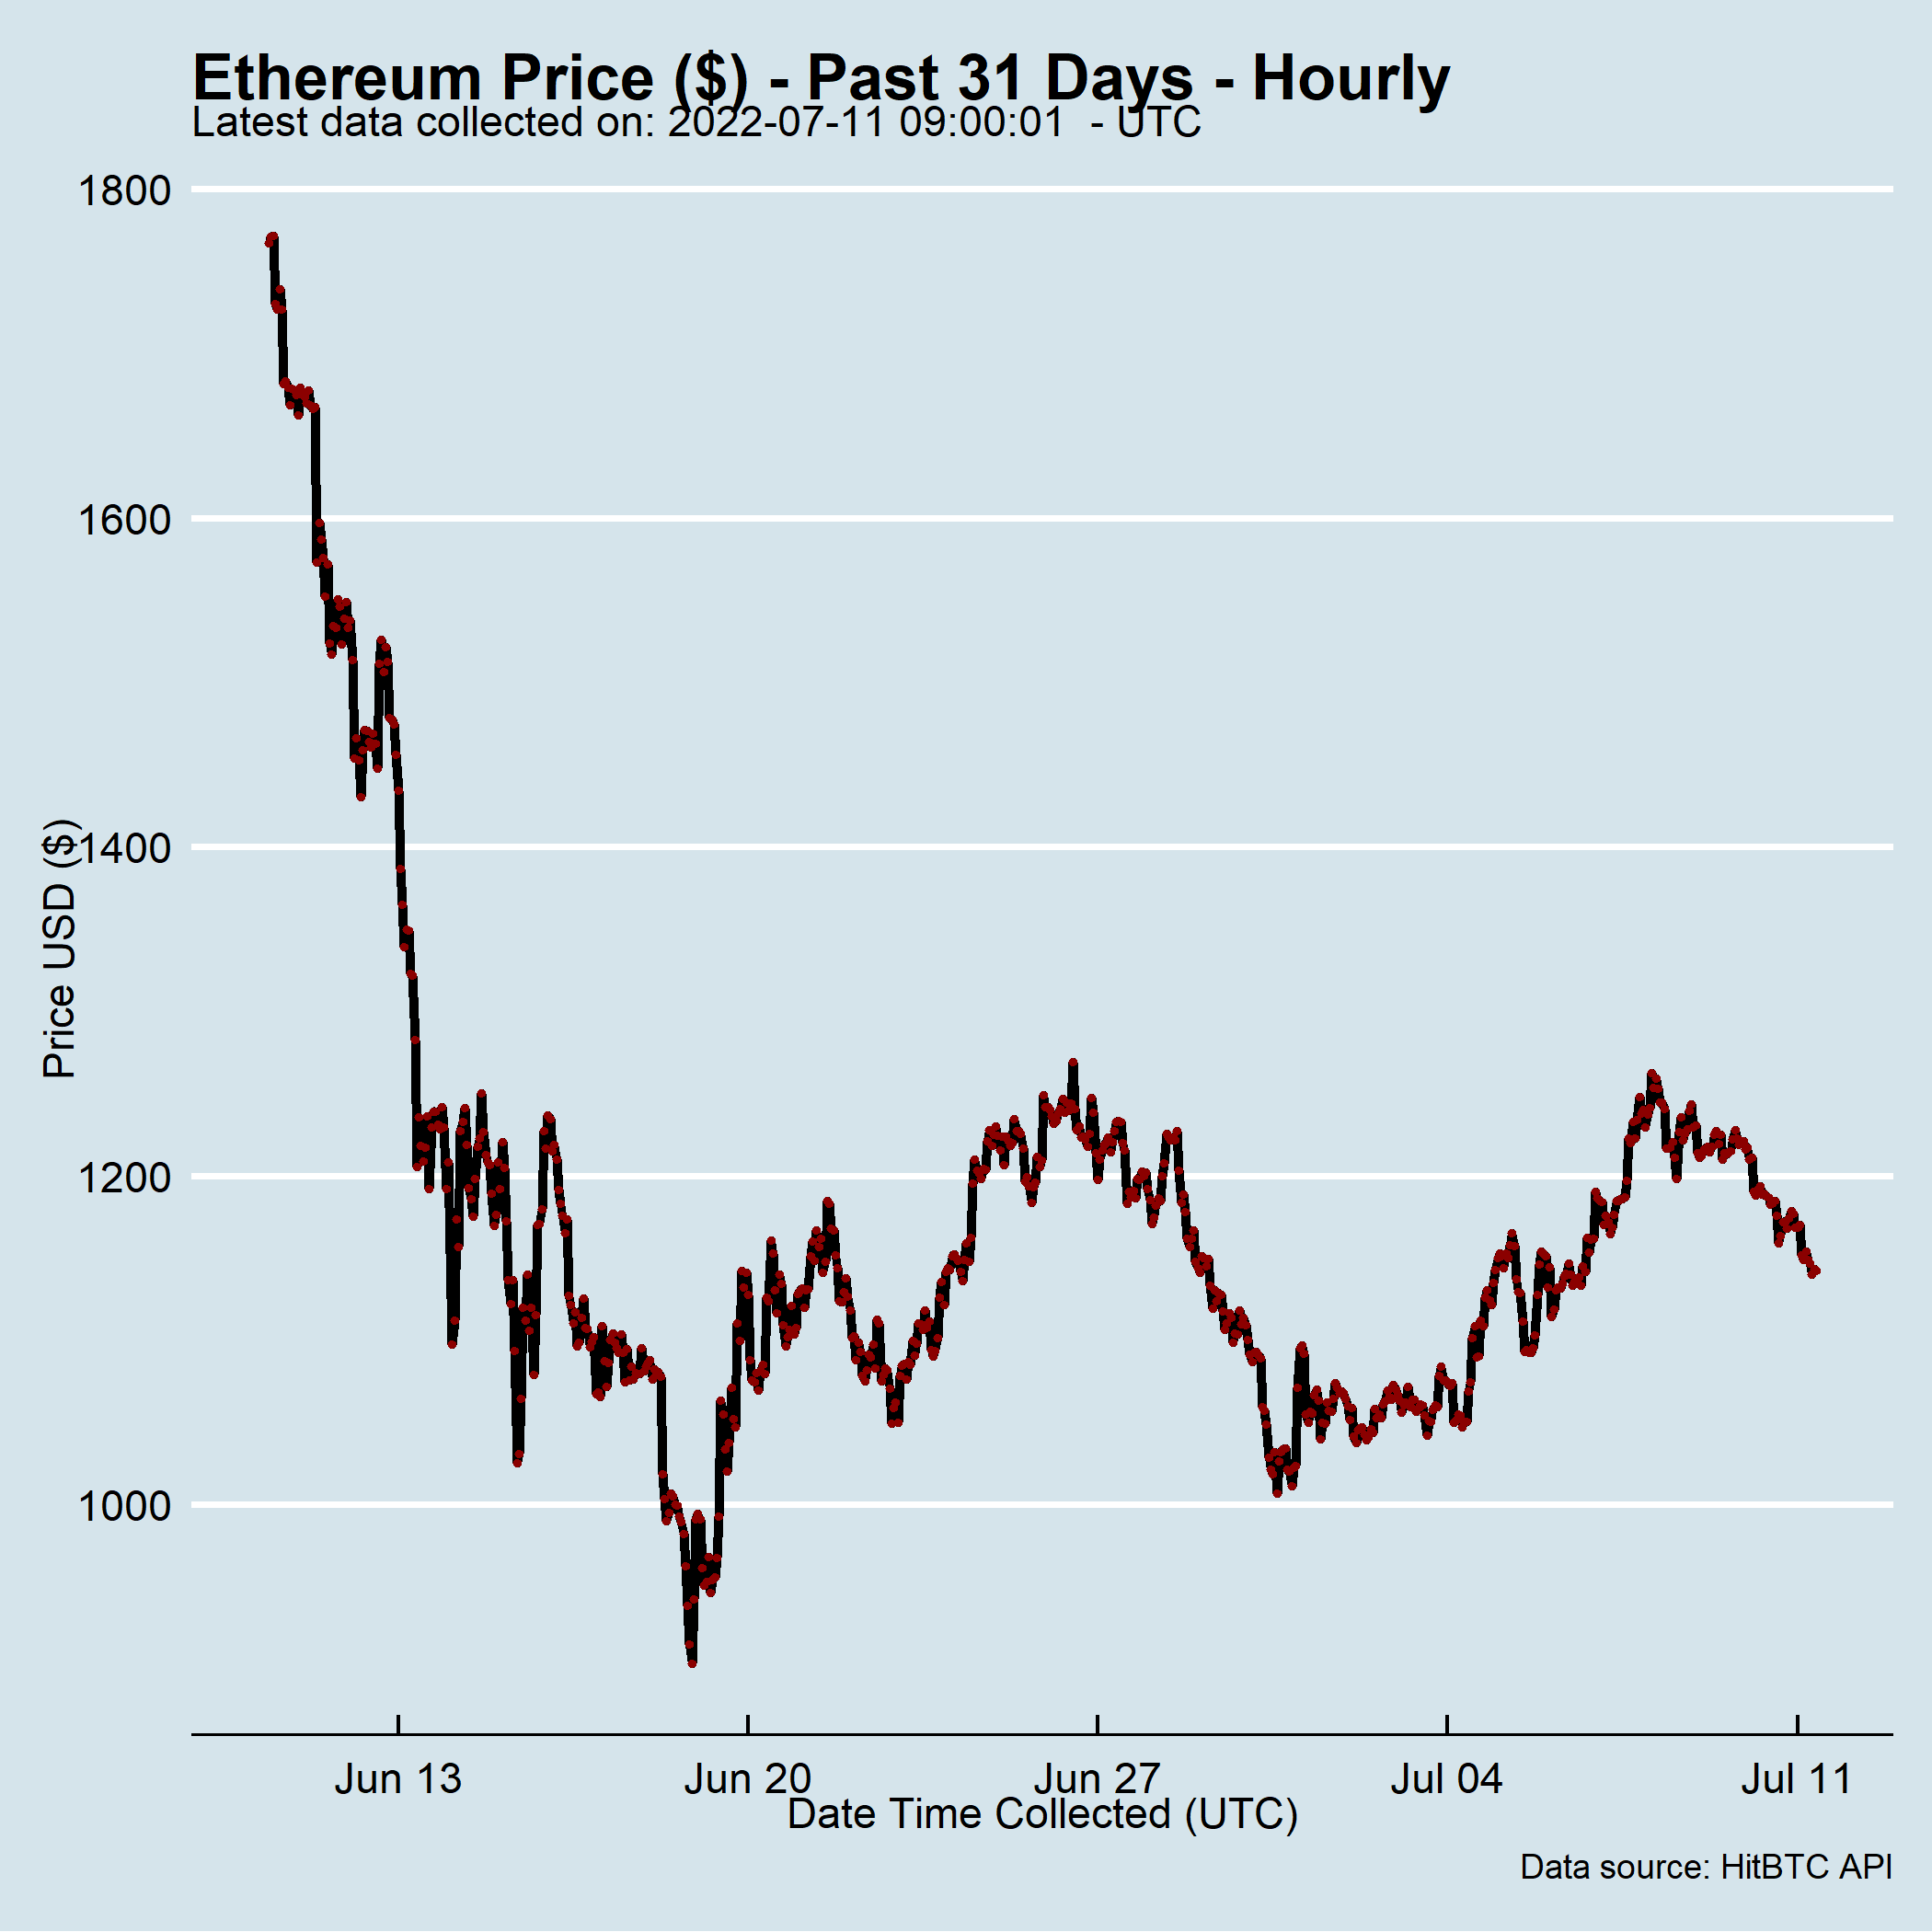 Ethereum Price ($) - Past 31 Days - Hourly
Latest data collected on: 2022-07-11 09:00:01  - UTC
1800
1600
1400
1200
1000
Price USD ($)
Jun 13
Jun 20
Jun 27
Jul 04
Jul 11
Date Time Collected (UTC)
Data source: HitBTC API